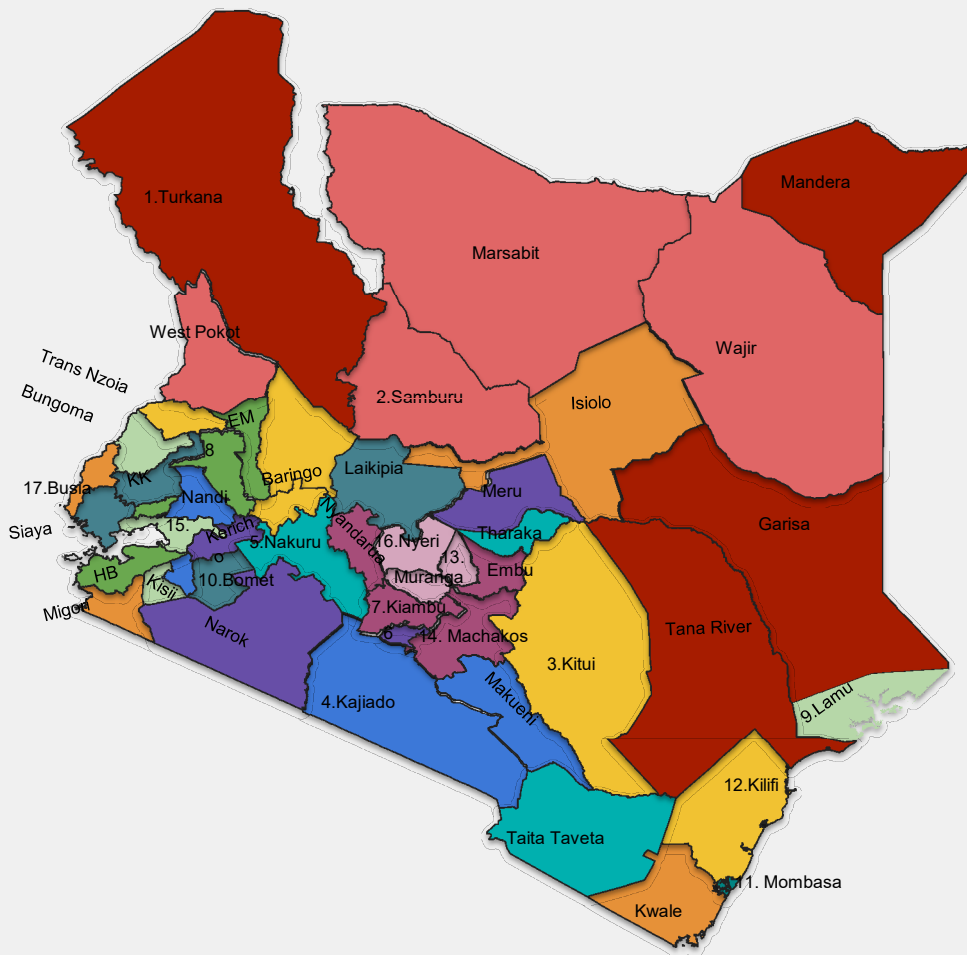 Mandera
1.Turkana
Marsabit
West Pokot
Wajir
Trans Nzoia
2.Samburu
Isiolo
Bungoma
EM
8
Laikipia
Baringo
KK
17.Busia
Nandi
Meru
Nyandarua
Garisa
15.
Siaya
Kerich
o
Tharaka
5.Nakuru
16.Nyeri
13.
HB
Embu
Muranga
Kisii
10.Bomet
Migori
7.Kiambu
Narok
6
14. Machakos
Tana River
3.Kitui
Makueni
4.Kajiado
9.Lamu
12.Kilifi
Taita Taveta
11. Mombasa
Kwale